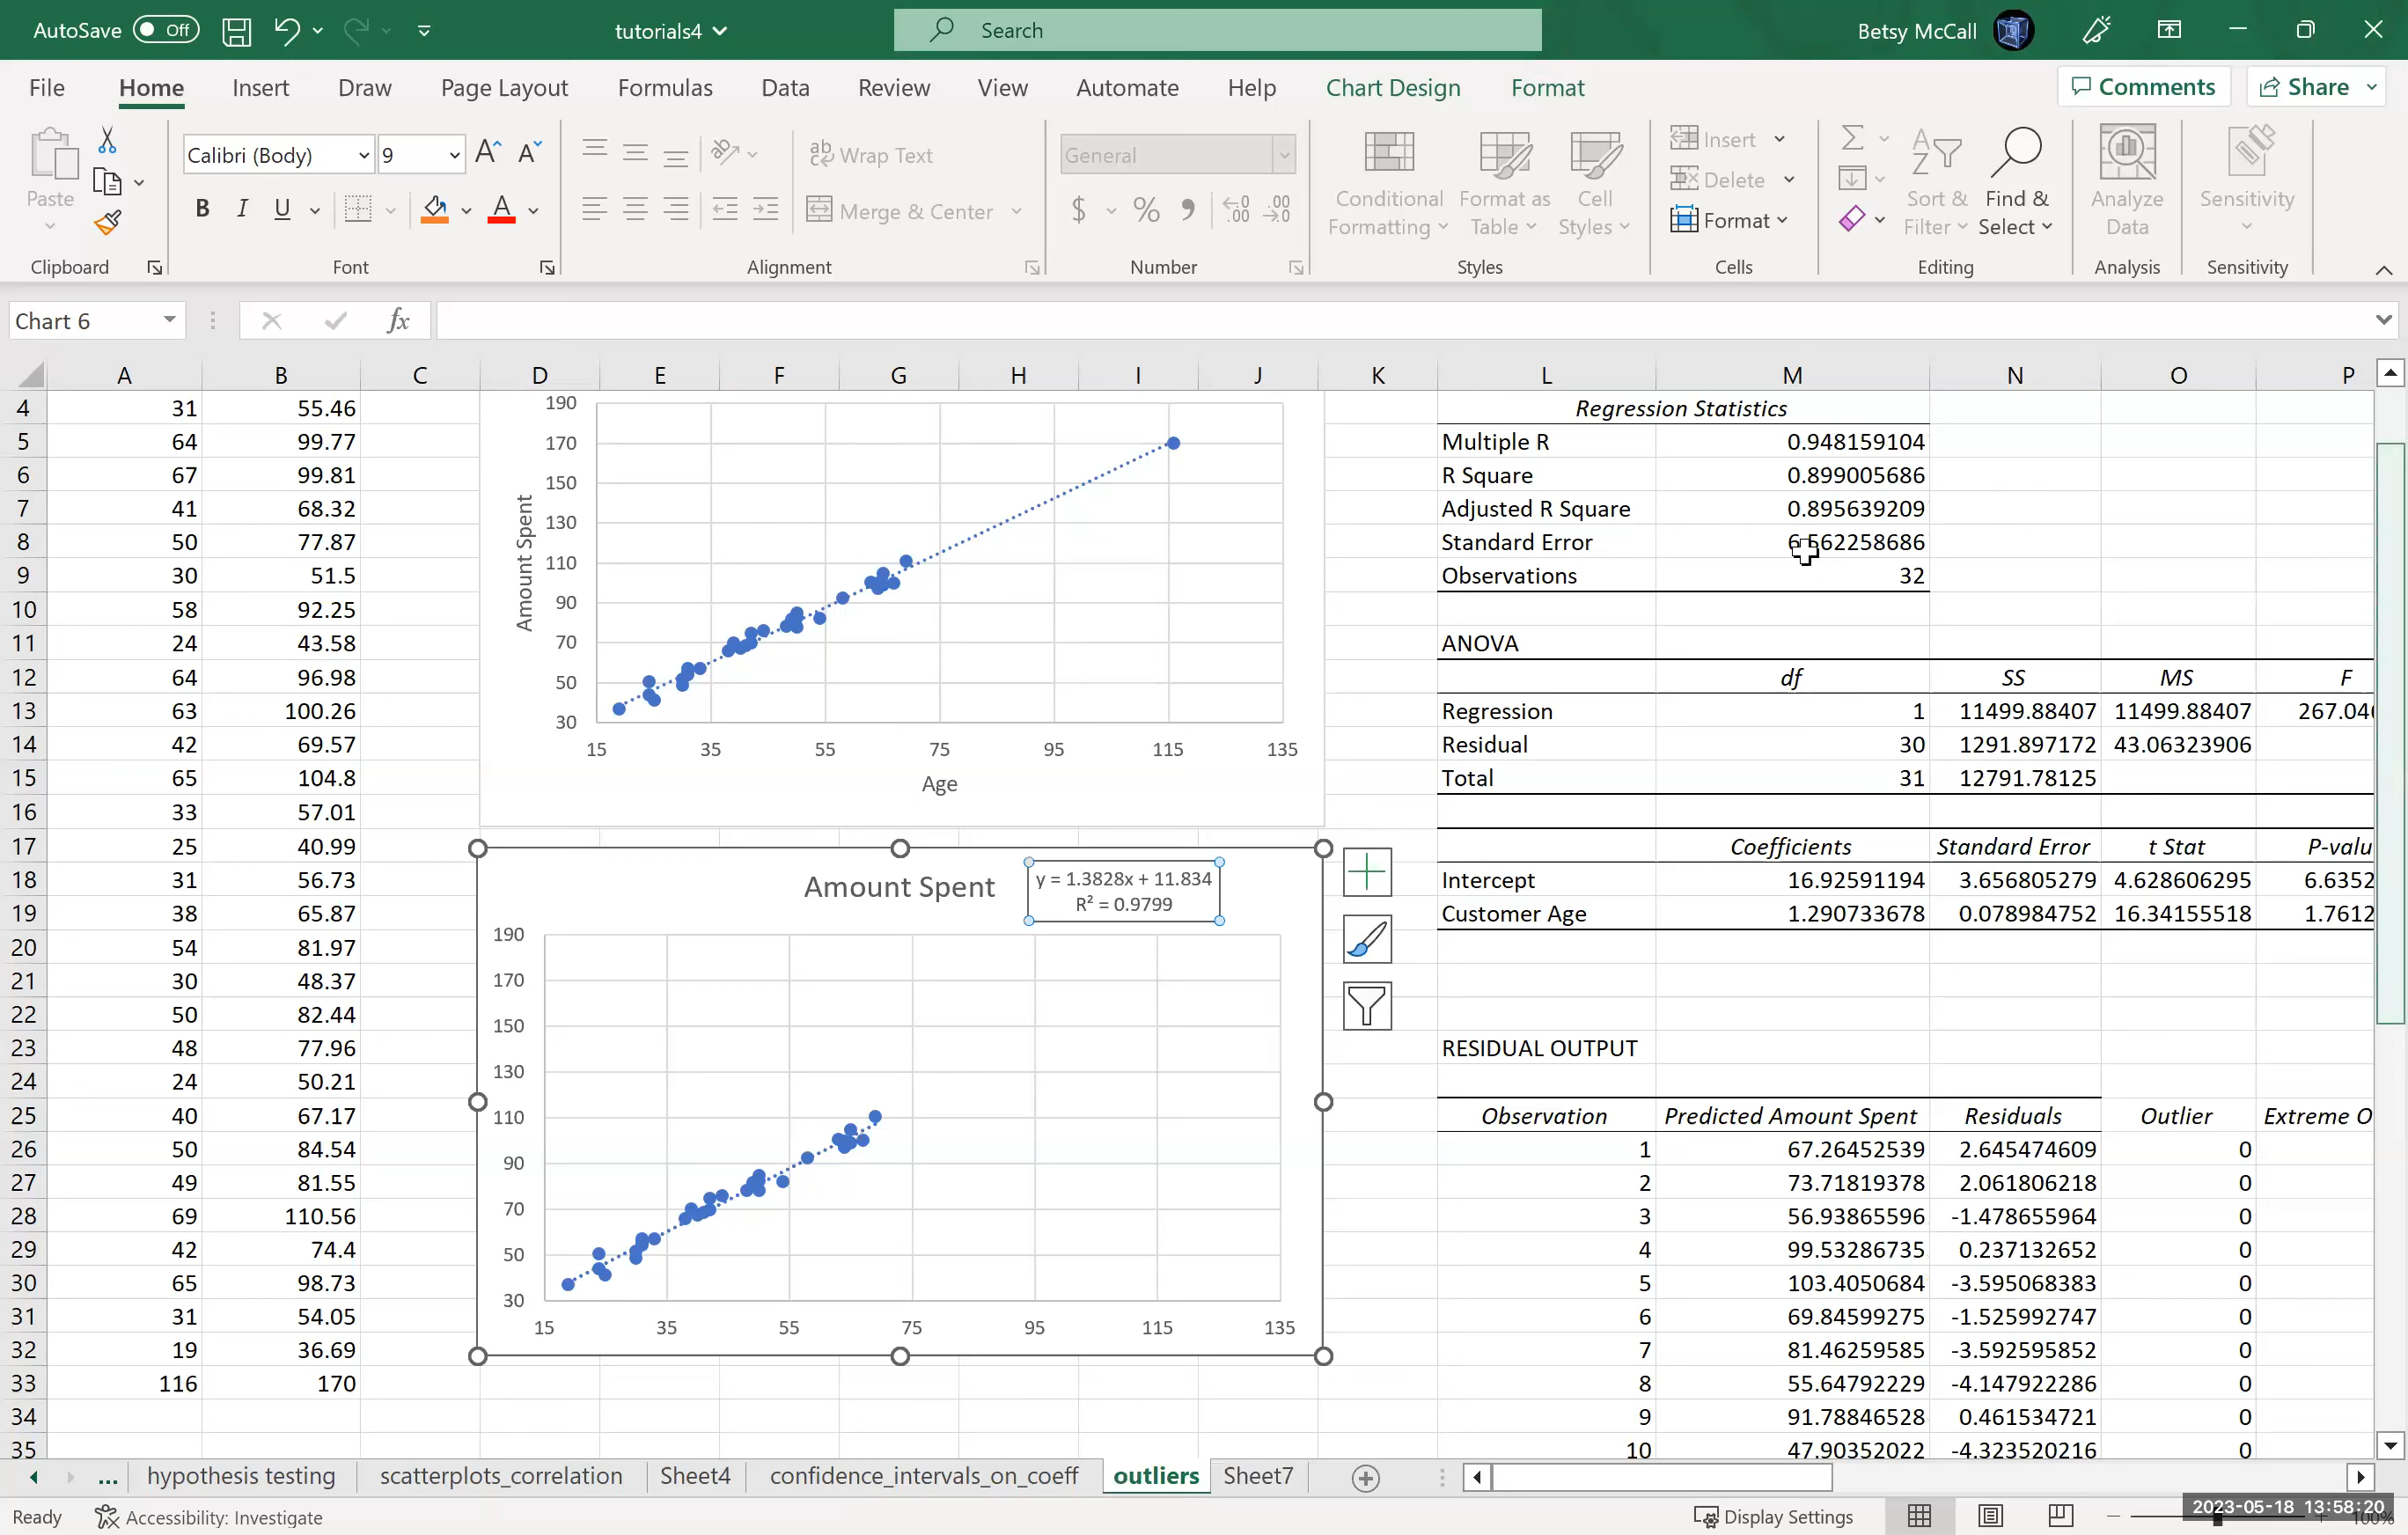 AutoSave Off tutorials4 Search Betsy McCall
File Home Insert Draw Page Layout Formulas Data Review View Automate Help Chart Design Format Comments Share
Paste
Clipboard
Calibri (Body) 9 A A
B I U A
Font
ab Wrap Text
Merge & Center
Alignment
General
$ % 9 .00 .00
Number
Conditional Formatting
Format as Table
Cell Styles
Styles
Insert
Delete
Format
Cells
Sort & Filter
Find & Select
Editing
Analyze Data
Analysis
Sensitivity
Sensitivity
Chart 6 fx
A B C D E F G H I J K L M N O P
4 31 55.46
5 64 99.77
6 67 99.81
7 41 68.32
8 50 77.87
9 30 51.5
10 58 92.25
11 24 43.58
12 64 96.98
13 63 100.26
14 42 69.57
15 65 104.8
16 33 57.01
17 25 40.99
18 31 56.73
19 38 65.87
20 54 81.97
21 30 48.37
22 50 82.44
23 48 77.96
24 24 50.21
25 40 67.17
26 50 84.54
27 49 81.55
28 69 110.56
29 42 74.4
30 65 98.73
31 31 54.05
32 19 36.69
33 116 170
34
35
190
170
150
130
110
90
70
50
30
15 35 55 75 95 115 135
Amount Spent
Age
Amount Spent
y = 1.3828x + 11.834
R² = 0.9799
190
170
150
130
110
90
70
50
30
15 35 55 75 95 115 135
Regression Statistics
Multiple R 0.948159104
R Square 0.899005686
Adjusted R Square 0.895639209
Standard Error 6.562258686
Observations 32
ANOVA
df SS MS F
Regression 1 11499.88407 11499.88407 267.04
Residual 30 1291.897172 43.06323906
Total 31 12791.78125
Coefficients Standard Error t Stat P-valu
Intercept 16.92591194 3.656805279 4.628606295 6.6352
Customer Age 1.290733678 0.078984752 16.34155518 1.7612
RESIDUAL OUTPUT
Observation Predicted Amount Spent Residuals Outlier Extreme O
1 67.26452539 2.645474609 0
2 73.71819378 2.061806218 0
3 56.93865596 -1.478655964 0
4 99.53286735 0.237132652 0
5 103.4050684 -3.595068383 0
6 69.84599275 -1.525992747 0
7 81.46259585 -3.592595852 0
8 55.64792229 -4.147922286 0
9 91.78846528 0.461534721 0
10 47.90352022 -4.323520216 0
... hypothesis testing scatterplots_correlation Sheet4 confidence_intervals_on_coeff outliers Sheet7
Ready Accessibility: Investigate Display Settings 100%
2023-05-18 13:58:20